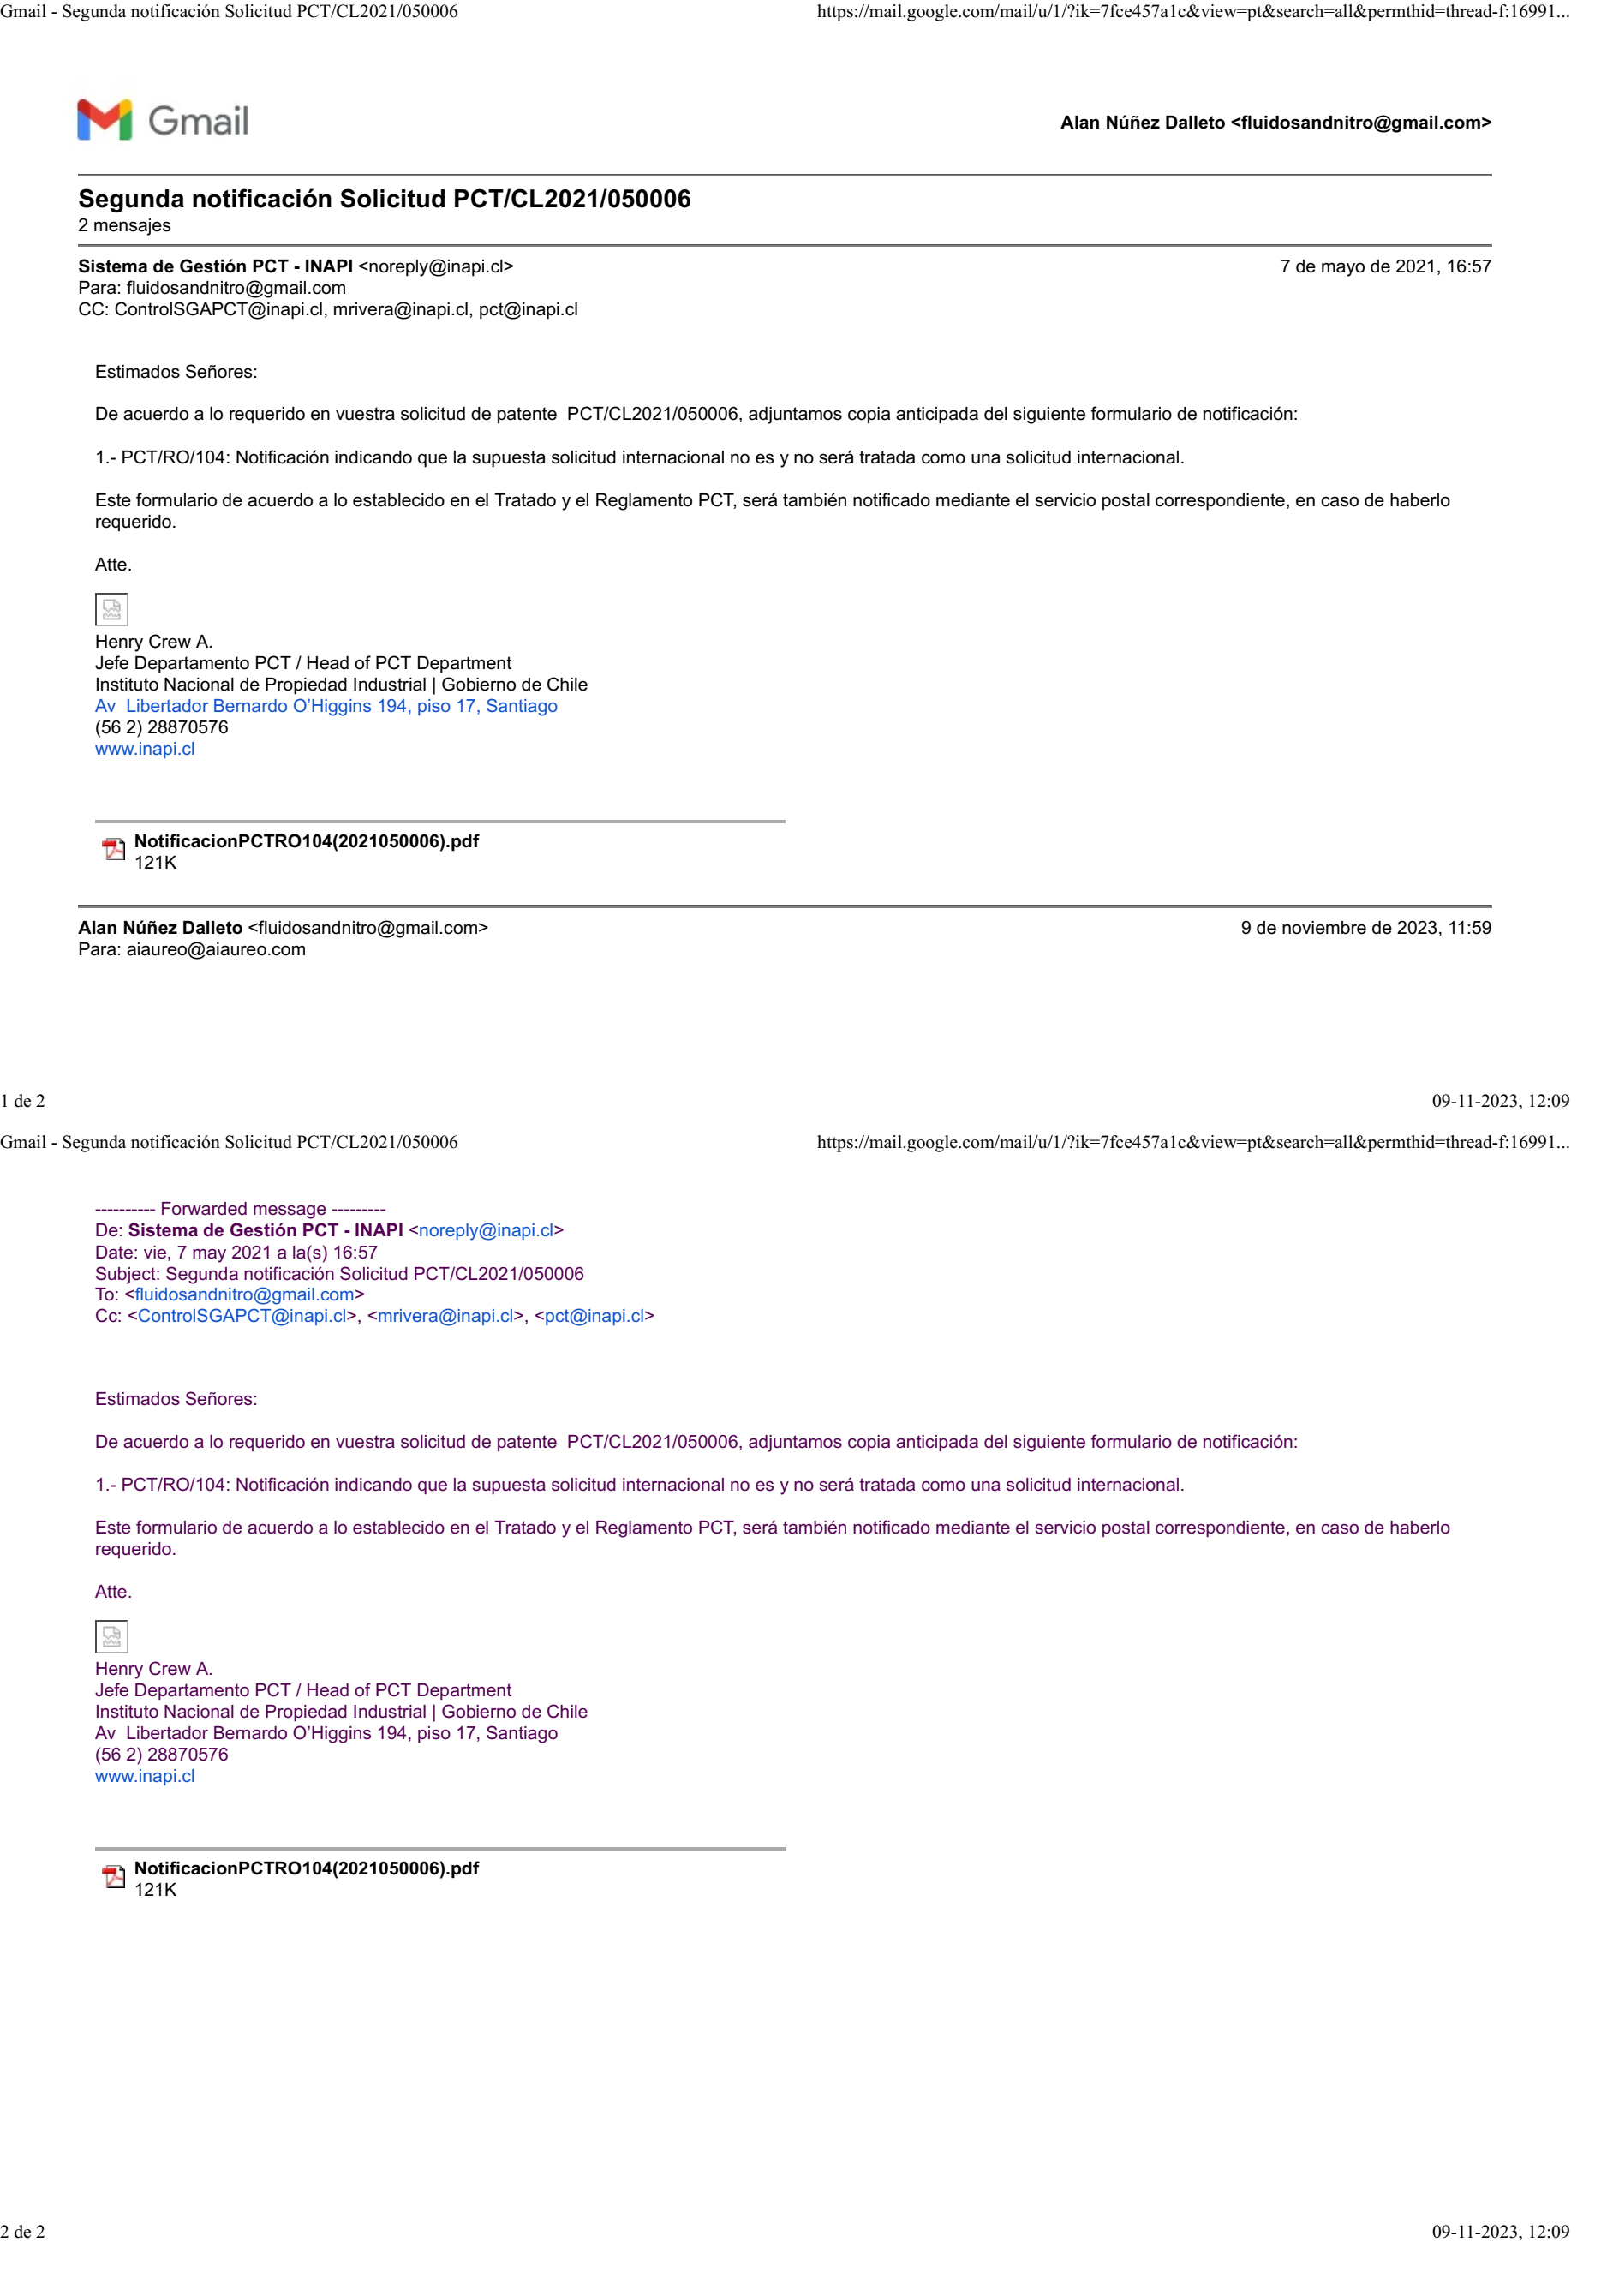 Gmail - Segunda notificación Solicitud PCT/CL2021/050006 https://mail.google.com/mail/u/1/?ik=7fce457a1c&view=pt&search=all&permthid=thread-f:16991...
Gmail
Alan Núñez Dalleto <fluidosandnitro@gmail.com>
Segunda notificación Solicitud PCT/CL2021/050006
2 mensajes
Sistema de Gestión PCT - INAPI <noreply@inapi.cl> 7 de mayo de 2021, 16:57
Para: fluidosandnitro@gmail.com
CC: ControlSGAPCT@inapi.cl, mrivera@inapi.cl, pct@inapi.cl
Estimados Señores:
De acuerdo a lo requerido en vuestra solicitud de patente  PCT/CL2021/050006, adjuntamos copia anticipada del siguiente formulario de notificación:
1.- PCT/RO/104: Notificación indicando que la supuesta solicitud internacional no es y no será tratada como una solicitud internacional.
Este formulario de acuerdo a lo establecido en el Tratado y el Reglamento PCT, será también notificado mediante el servicio postal correspondiente, en caso de haberlo
requerido.
Atte.
Henry Crew A.
Jefe Departamento PCT / Head of PCT Department
Instituto Nacional de Propiedad Industrial | Gobierno de Chile
Av  Libertador Bernardo O’Higgins 194, piso 17, Santiago
(56 2) 28870576
www.inapi.cl
NotificacionPCTRO104(2021050006).pdf
121K
Alan Núñez Dalleto <fluidosandnitro@gmail.com> 9 de noviembre de 2023, 11:59
Para: aiaureo@aiaureo.com
1 de 2 09-11-2023, 12:09
Gmail - Segunda notificación Solicitud PCT/CL2021/050006 https://mail.google.com/mail/u/1/?ik=7fce457a1c&view=pt&search=all&permthid=thread-f:16991...
---------- Forwarded message ---------
De: Sistema de Gestión PCT - INAPI <noreply@inapi.cl>
Date: vie, 7 may 2021 a la(s) 16:57
Subject: Segunda notificación Solicitud PCT/CL2021/050006
To: <fluidosandnitro@gmail.com>
Cc: <ControlSGAPCT@inapi.cl>, <mrivera@inapi.cl>, <pct@inapi.cl>
Estimados Señores:
De acuerdo a lo requerido en vuestra solicitud de patente  PCT/CL2021/050006, adjuntamos copia anticipada del siguiente formulario de notificación:
1.- PCT/RO/104: Notificación indicando que la supuesta solicitud internacional no es y no será tratada como una solicitud internacional.
Este formulario de acuerdo a lo establecido en el Tratado y el Reglamento PCT, será también notificado mediante el servicio postal correspondiente, en caso de haberlo
requerido.
Atte.
Henry Crew A.
Jefe Departamento PCT / Head of PCT Department
Instituto Nacional de Propiedad Industrial | Gobierno de Chile
Av  Libertador Bernardo O’Higgins 194, piso 17, Santiago
(56 2) 28870576
www.inapi.cl
NotificacionPCTRO104(2021050006).pdf
121K
2 de 2 09-11-2023, 12:09